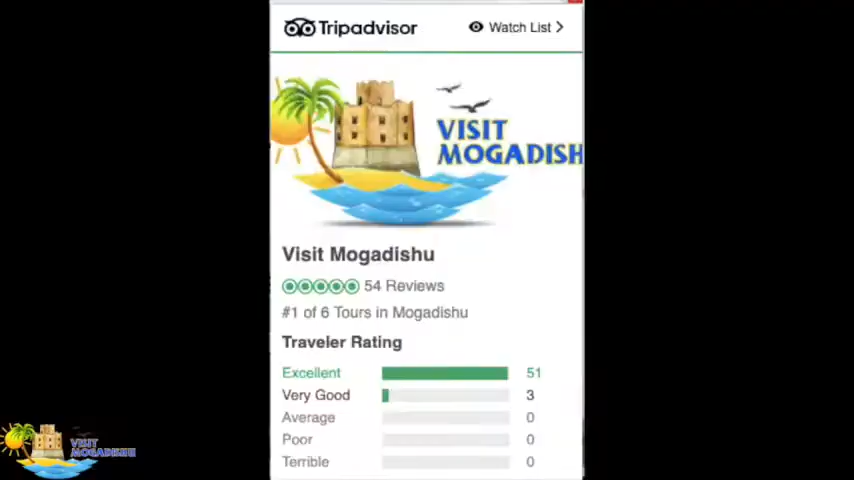 Tripadvisor
Watch List
VISIT
MOGADISH
Visit Mogadishu
54 Reviews
#1 of 6 Tours in Mogadishu
Traveler Rating
Excellent 51
Very Good 3
Average 0
Poor 0
Terrible 0
VISIT
MOGADISHU